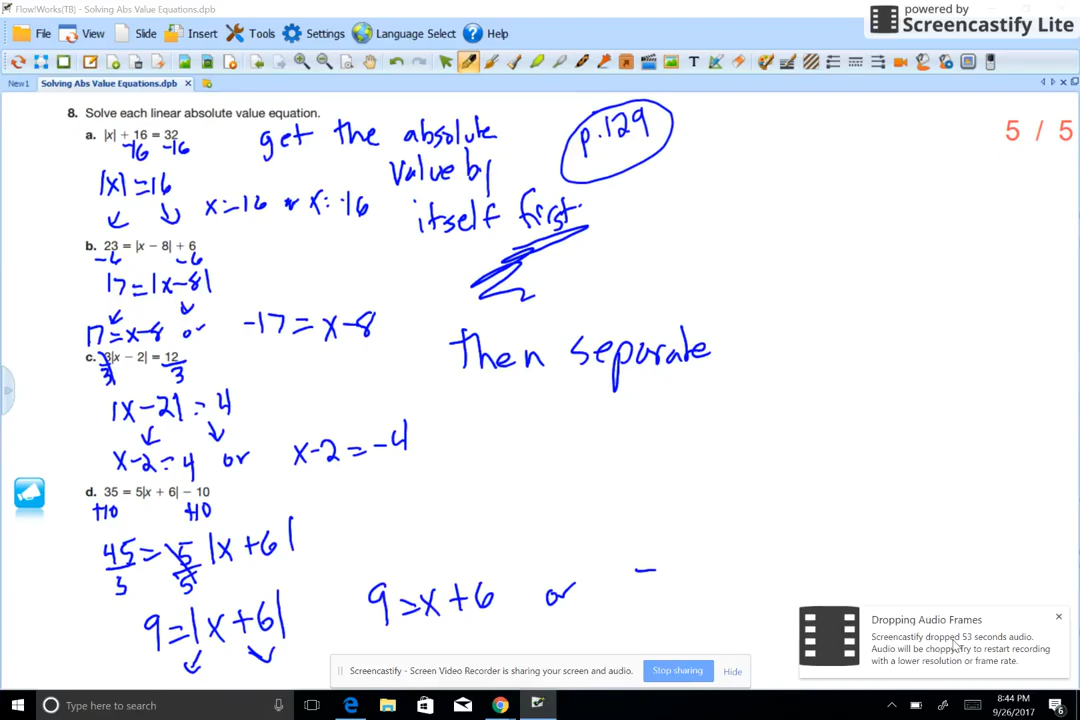 Flow!Works(TB) - Solving Abs Value Equations.dpb
powered by
Screencastify Lite
File View Slide Insert Tools Settings Language Select Help
New1 Solving Abs Value Equations.dpb
5 / 5
8. Solve each linear absolute value equation.
a. |x| + 16 = 32
-16 -16
|x| = 16
x = 16 or x = -16
get the absolute
value by
itself first.
p.129
b. 23 = |x − 8| + 6
-6 -6
17 = |x-8|
17 = x-8 or -17 = x-8
then separate
c. 3|x − 2| = 12
3 3
|x-2| = 4
x-2 = 4 or x-2 = -4
d. 35 = 5|x + 6| − 10
+10 +10
45 = 5 |x+6|
5 5
9 = |x+6|
9 = x+6 or -
Dropping Audio Frames
Screencastify dropped 53 seconds audio.
Audio will be choppy. Try to restart recording
with a lower resolution or frame rate.
Screencastify - Screen Video Recorder is sharing your screen and audio.
Stop sharing
Hide
Type here to search
8:44 PM
9/26/2017
6